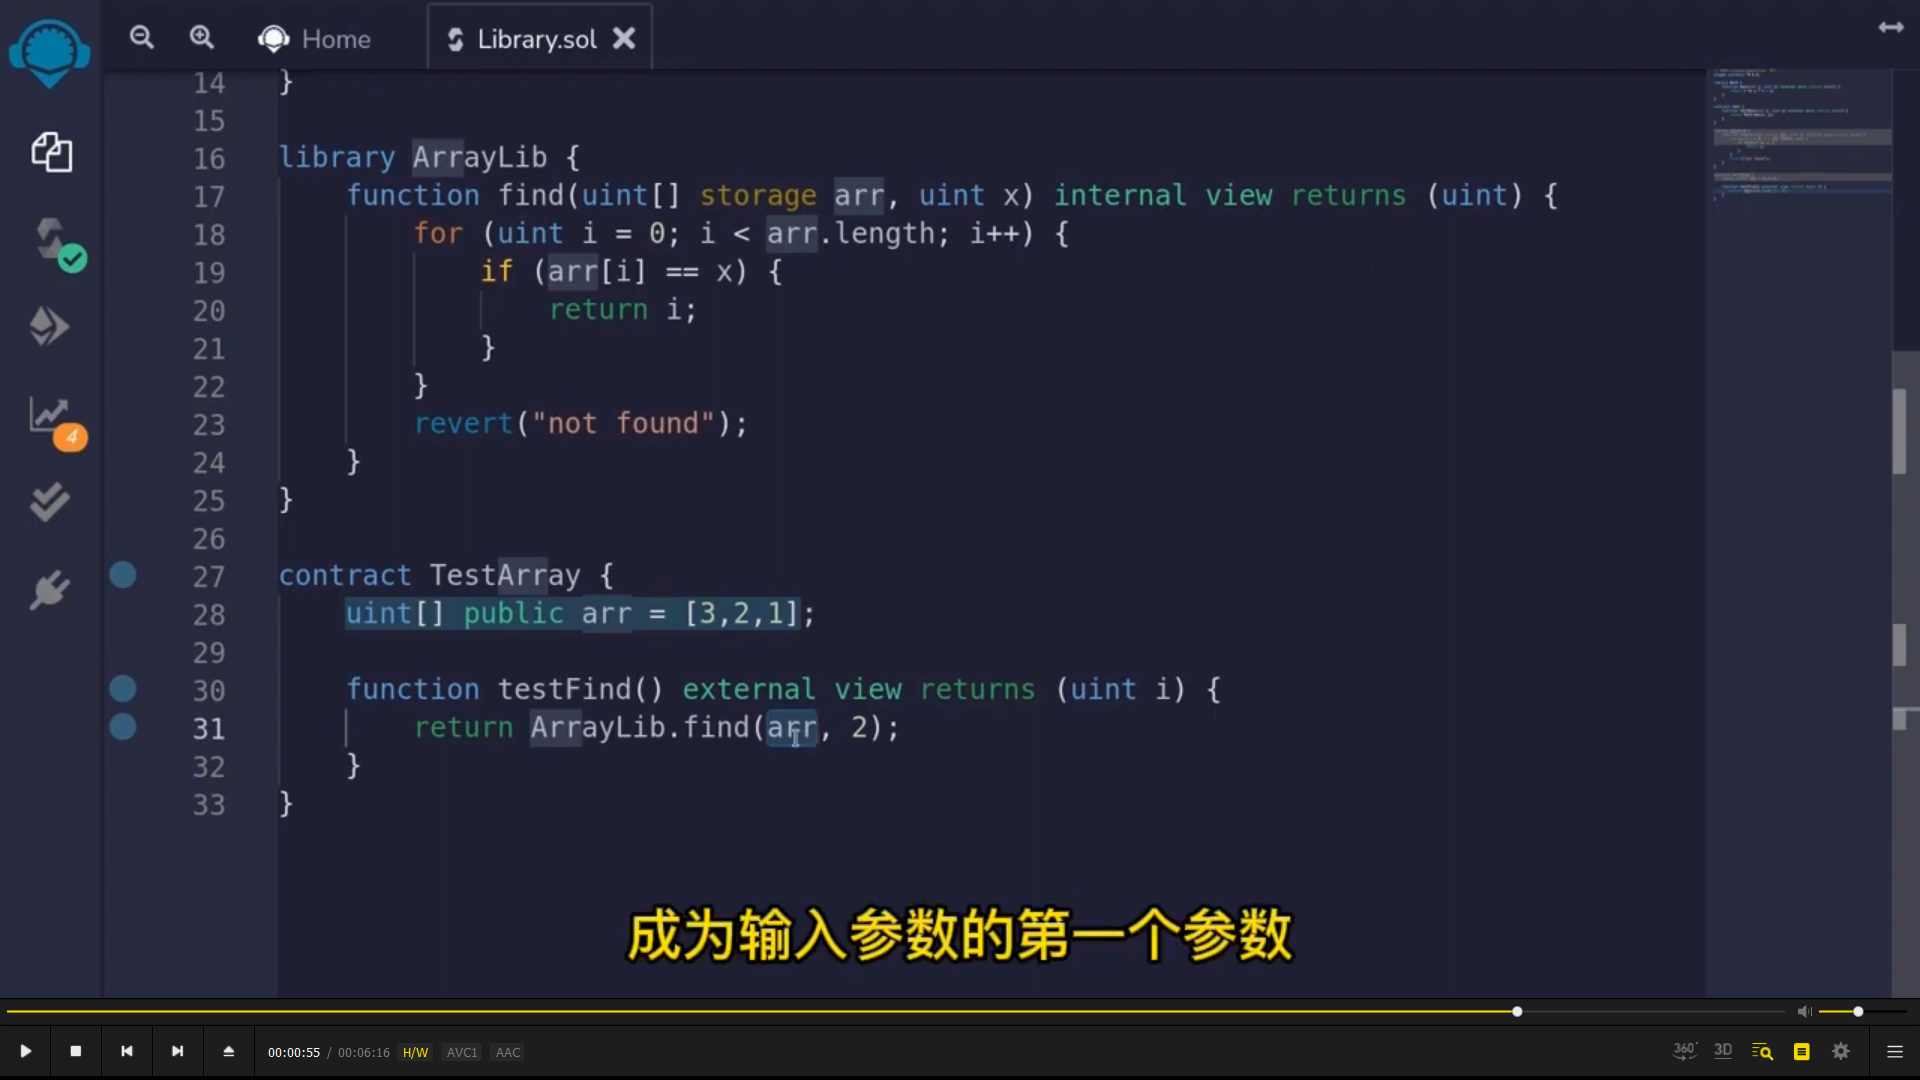 Home
Library.sol
14 }
15
16 library ArrayLib {
17 function find(uint[] storage arr, uint x) internal view returns (uint) {
18 for (uint i = 0; i < arr.length; i++) {
19 if (arr[i] == x) {
20 return i;
21 }
22 }
23 revert("not found");
24 }
25 }
26
27 contract TestArray {
28 uint[] public arr = [3,2,1];
29
30 function testFind() external view returns (uint i) {
31 return ArrayLib.find(arr, 2);
32 }
33 }
4
成为输入参数的第一个参数
00:00:55 / 00:06:16 H/W AVC1 AAC
360° 3D